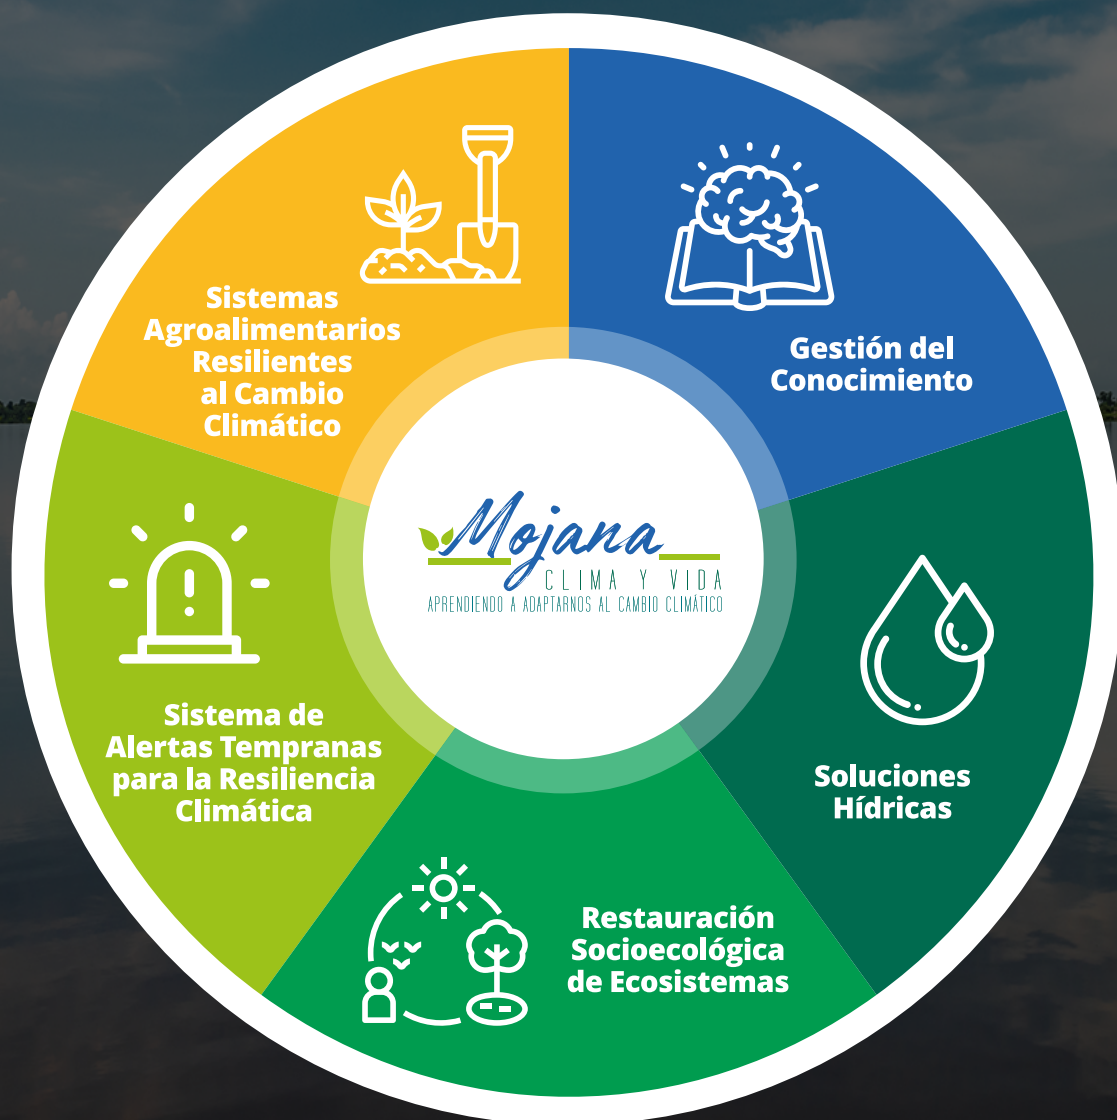 Sistemas
Agroalimentarios
Resilientes
al Cambio
Climático
Gestión del
Conocimiento
Mojana
CLIMA Y VIDA
APRENDIENDO A ADAPTARNOS AL CAMBIO CLIMÁTICO
Sistema de
Alertas Tempranas
para la Resiliencia
Climática
Soluciones
Hídricas
Restauración
Socioecológica
de Ecosistemas